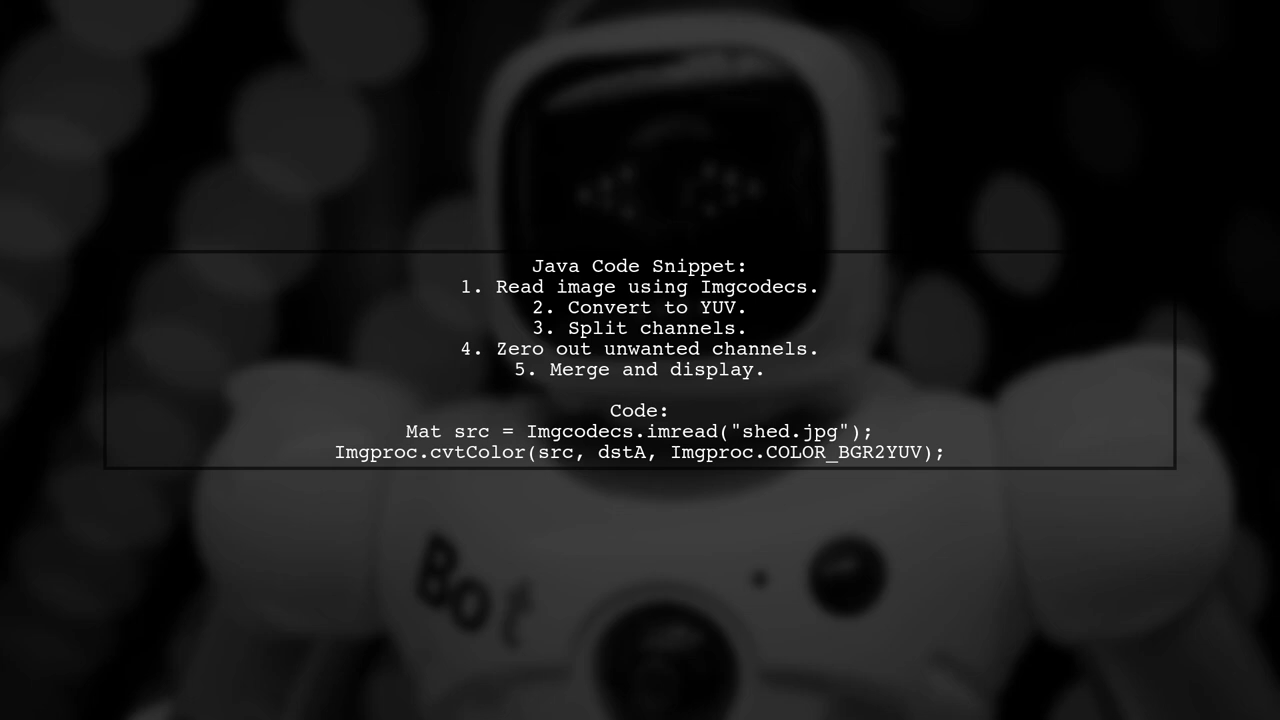 Java Code Snippet:
1. Read image using Imgcodecs.
2. Convert to YUV.
3. Split channels.
4. Zero out unwanted channels.
5. Merge and display.
Code:
Mat src = Imgcodecs.imread("shed.jpg");
Imgproc.cvtColor(src, dstA, Imgproc.COLOR_BGR2YUV);
Bot